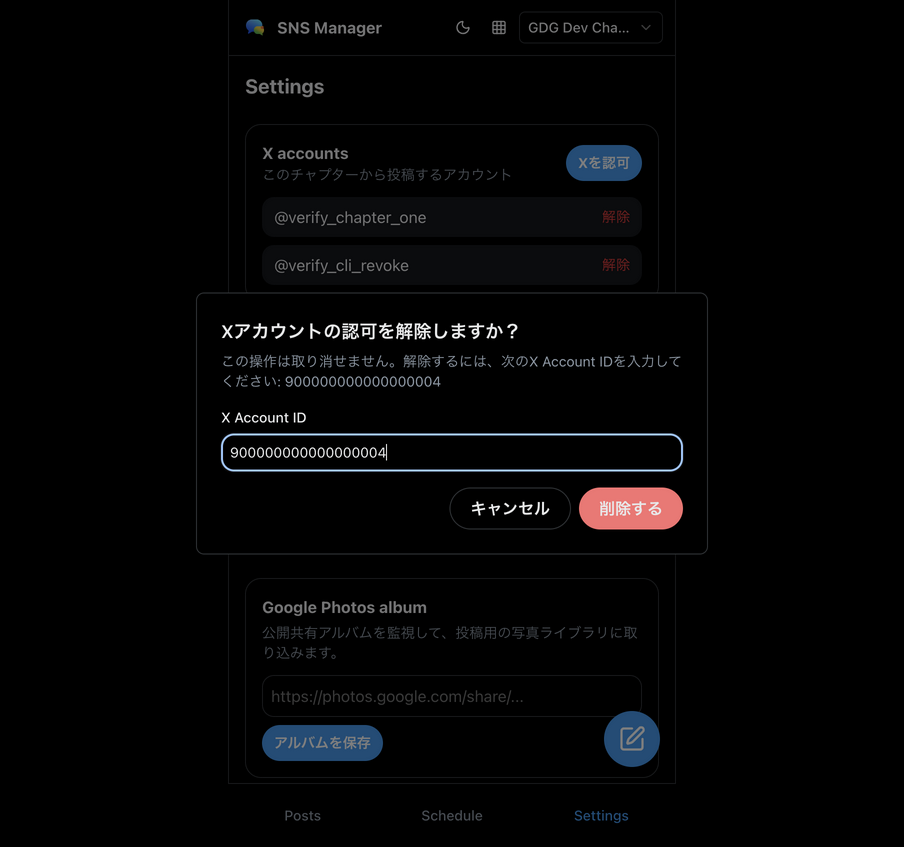 SNS Manager
GDG Dev Cha...
Settings
X accounts
Xを認可
このチャプターから投稿するアカウント
@verify_chapter_one
解除
@verify_cli_revoke
解除
Xアカウントの認可を解除しますか？
この操作は取り消せません。解除するには、次のX Account IDを入力して
ください: 900000000000000004
X Account ID
900000000000000004
キャンセル
削除する
Google Photos album
公開共有アルバムを監視して、投稿用の写真ライブラリに取
り込みます。
https://photos.google.com/share/...
アルバムを保存
Posts
Schedule
Settings